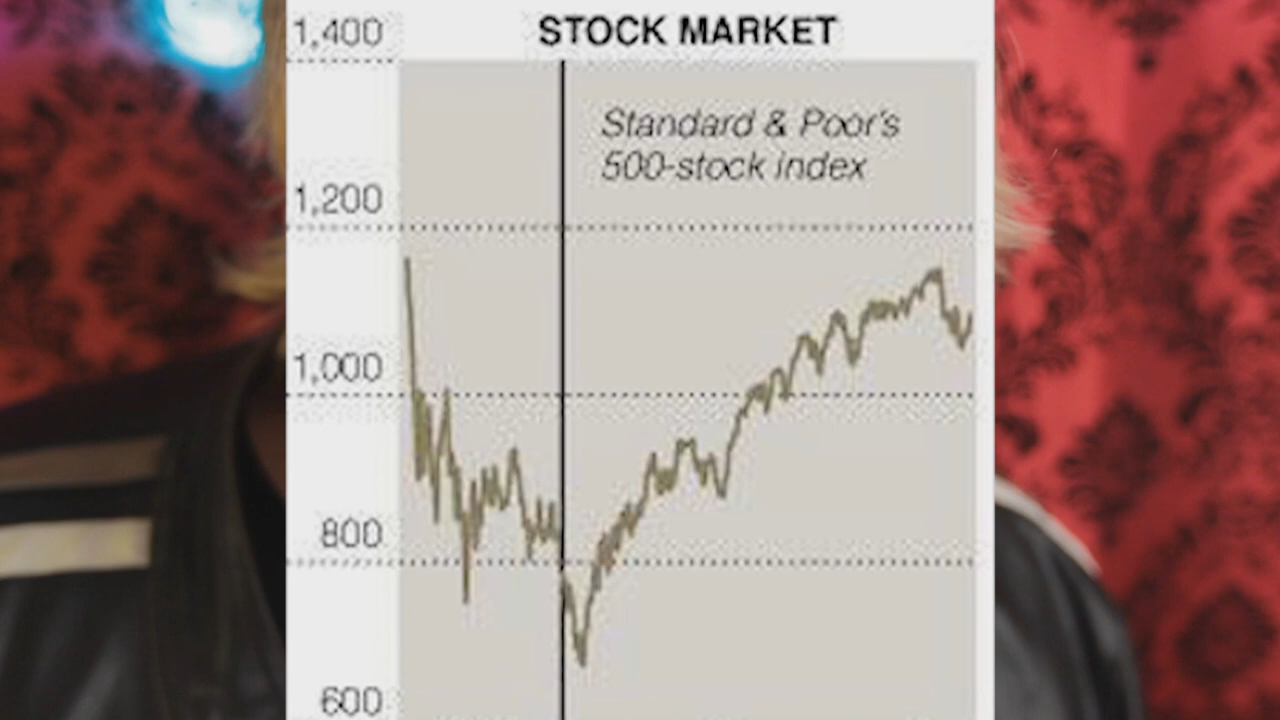 STOCK MARKET
1,400
Standard & Poor's
500-stock index
1,200
1,000
800
600